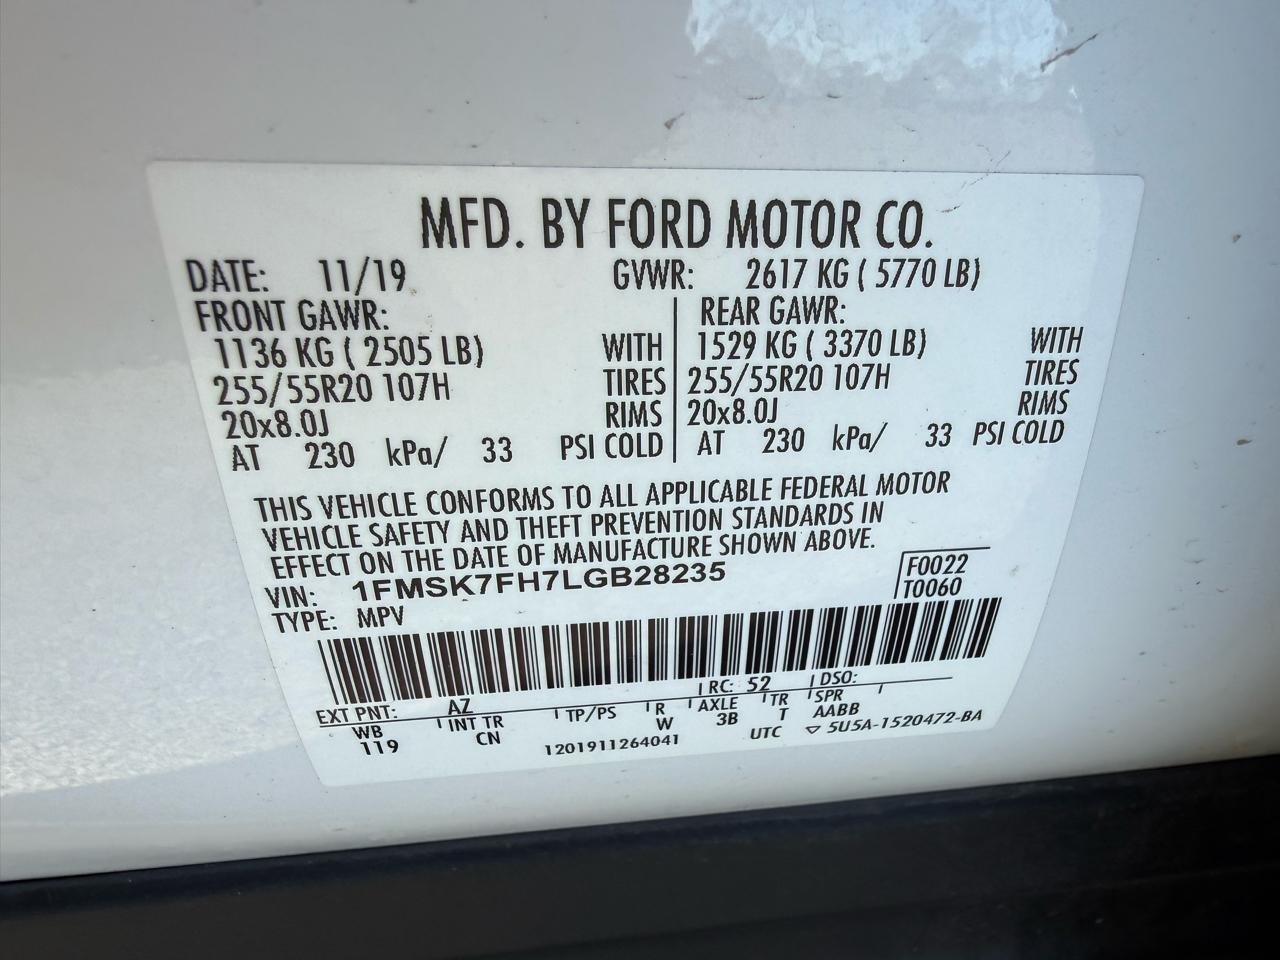 MFD. BY FORD MOTOR CO.
DATE: 11/19 GVWR: 2617 KG ( 5770 LB)
FRONT GAWR: REAR GAWR:
1136 KG ( 2505 LB) WITH 1529 KG ( 3370 LB) WITH
255/55R20 107H TIRES 255/55R20 107H TIRES
20x8.0J RIMS 20x8.0J RIMS
AT 230 kPa/ 33 PSI COLD AT 230 kPa/ 33 PSI COLD
THIS VEHICLE CONFORMS TO ALL APPLICABLE FEDERAL MOTOR
VEHICLE SAFETY AND THEFT PREVENTION STANDARDS IN
EFFECT ON THE DATE OF MANUFACTURE SHOWN ABOVE.
VIN: 1FMSK7FH7LGB28235 F0022
TYPE: MPV T0060
EXT PNT: AZ RC: 52 DSO:
WB INT TR TP/PS R AXLE TR SPR
119 CN W 3B T AABB
1201911264041 UTC ▽ 5U5A-1520472-BA